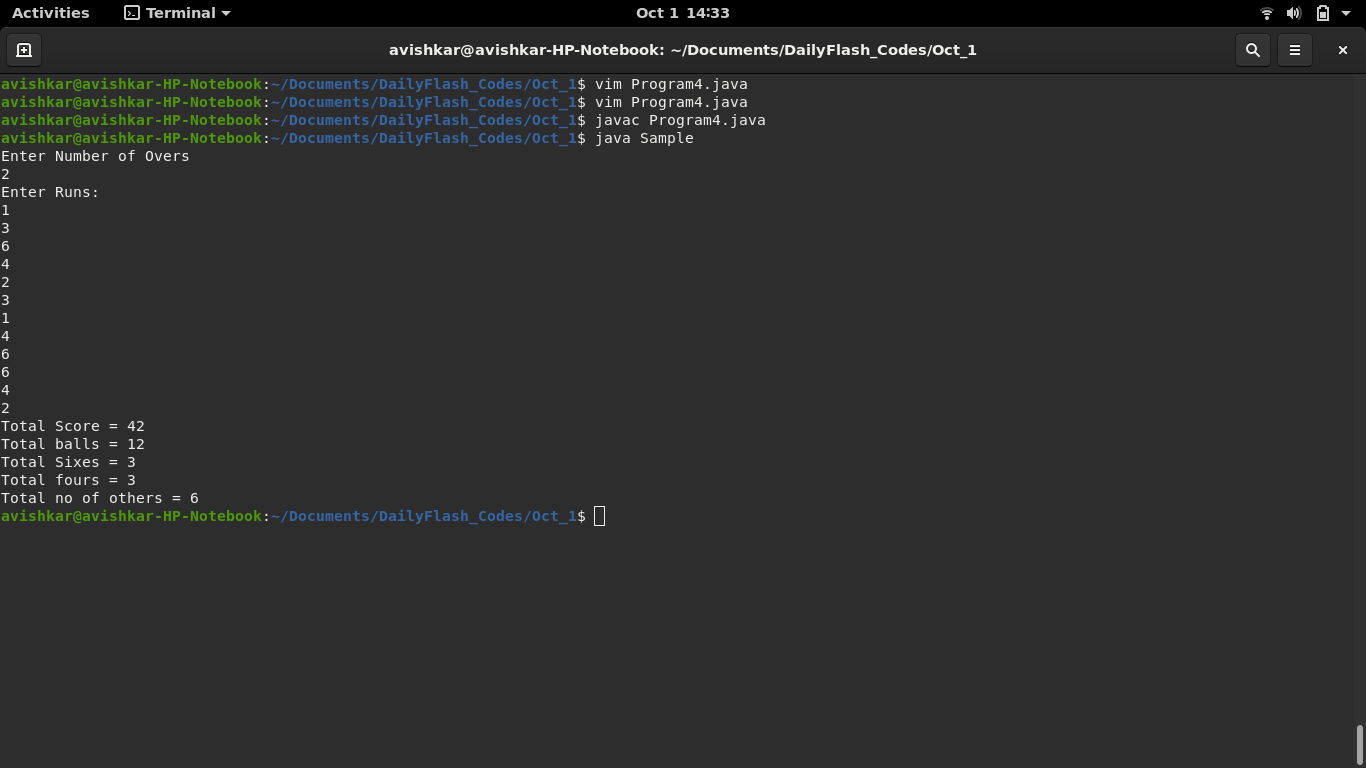 Activities Terminal Oct 1 14:33
avishkar@avishkar-HP-Notebook: ~/Documents/DailyFlash_Codes/Oct_1
avishkar@avishkar-HP-Notebook:~/Documents/DailyFlash_Codes/Oct_1$ vim Program4.java
avishkar@avishkar-HP-Notebook:~/Documents/DailyFlash_Codes/Oct_1$ vim Program4.java
avishkar@avishkar-HP-Notebook:~/Documents/DailyFlash_Codes/Oct_1$ javac Program4.java
avishkar@avishkar-HP-Notebook:~/Documents/DailyFlash_Codes/Oct_1$ java Sample
Enter Number of Overs
2
Enter Runs:
1
3
6
4
2
3
1
4
6
6
4
2
Total Score = 42
Total balls = 12
Total Sixes = 3
Total fours = 3
Total no of others = 6
avishkar@avishkar-HP-Notebook:~/Documents/DailyFlash_Codes/Oct_1$